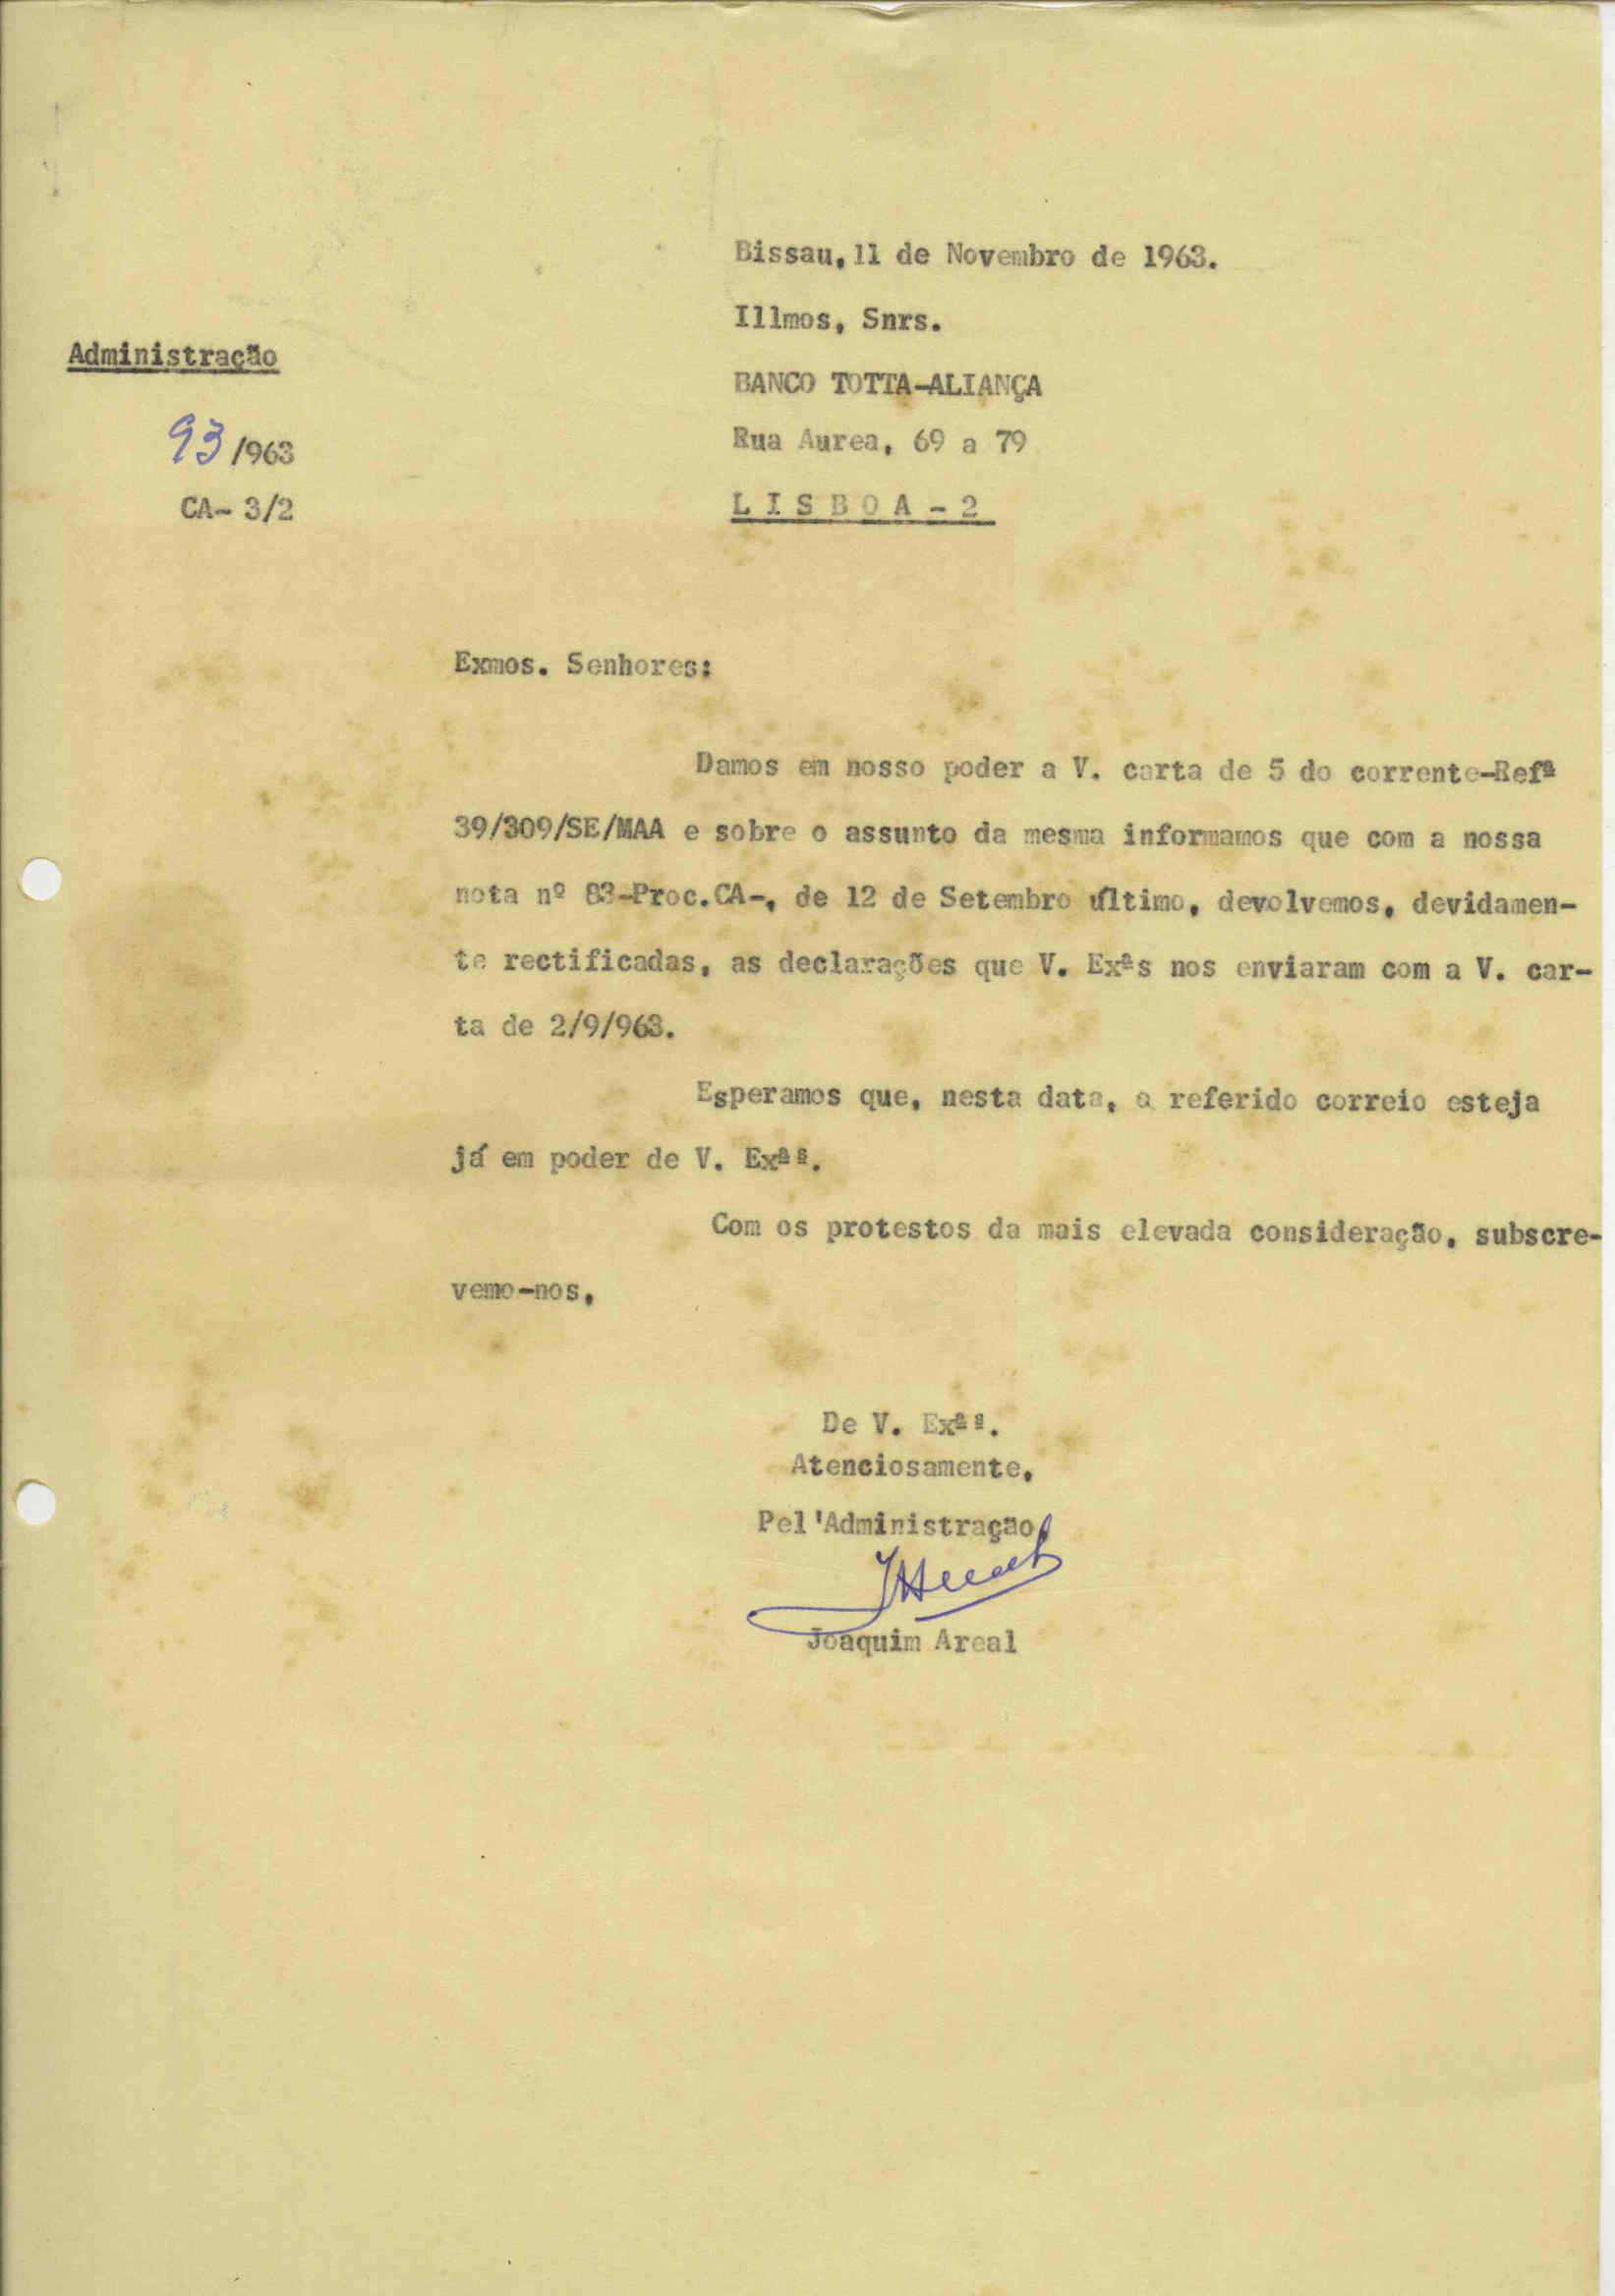 Bissau, 11 de Novembro de 1963.
Illmos, Snrs.
Administração
BANCO TOTTA-ALIANÇA
93/963
Rua Aurea, 69 a 79
CA- 3/2
LISBOA-2
Exmos. Senhores:
Damos em nosso poder a V. carta de 5 do corrente-Refª
39/309/SE/MAA e sobre o assunto da mesma informamos que com a nossa
nota nº 83-Proc.CA-, de 12 de Setembro último, devolvemos, devidamen-
te rectificadas, as declarações que V. Exªs nos enviaram com a V. car-
ta de 2/9/963.
Esperamos que, nesta data, o referido correio esteja
já em poder de V. Exªˢ.
Com os protestos da mais elevada consideração, subscre-
vemo-nos,
De V. Exªˢ.
Atenciosamente,
Pel'Administração,
Joaquim Areal